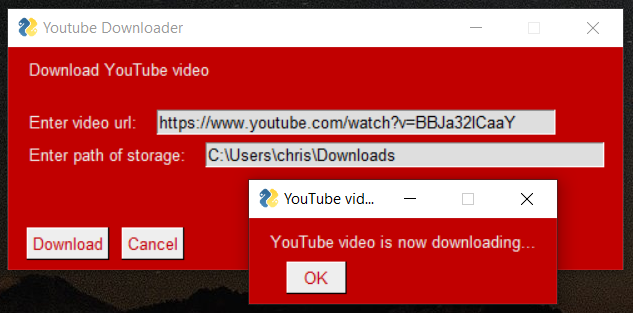 Youtube Downloader
Download YouTube video
Enter video url: https://www.youtube.com/watch?v=BBJa32lCaaY
Enter path of storage: C:\Users\chris\Downloads
YouTube vid...
YouTube video is now downloading...
Download Cancel
OK